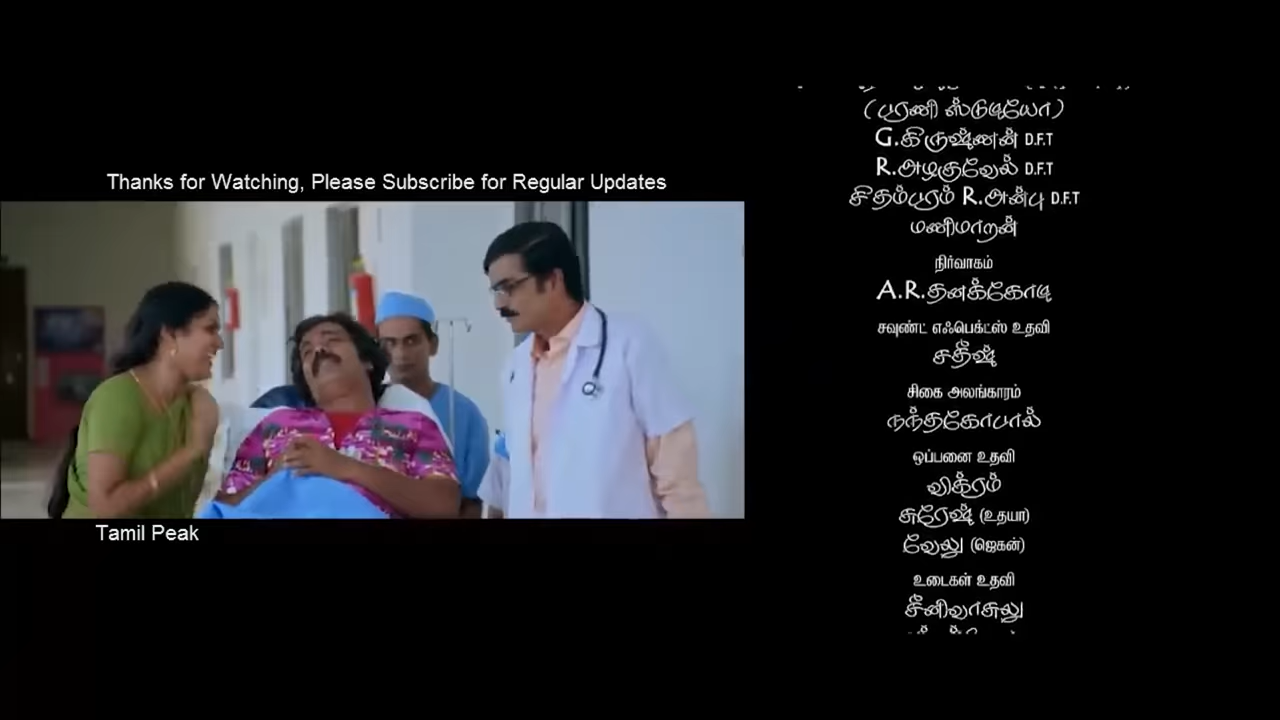 Thanks for Watching, Please Subscribe for Regular Updates
Tamil Peak
(பரணி ஸ்டுடியோ)
G.கிருஷ்ணன் D.F.T
R.அழகுவேல் D.F.T
சிதம்பரம் R.அன்பு D.F.T
மணிமாறன்
நிர்வாகம்
A.R.தனக்கோடி
சவுண்ட் எஃபெக்ட்ஸ் உதவி
சதீஷ்
சிகை அலங்காரம்
நந்தகோபால்
ஒப்பனை உதவி
விக்ரம்
சுரேஷ் (உதயா)
வேலு (ஜெகன்)
உடைகள் உதவி
சீனிவாசுலு